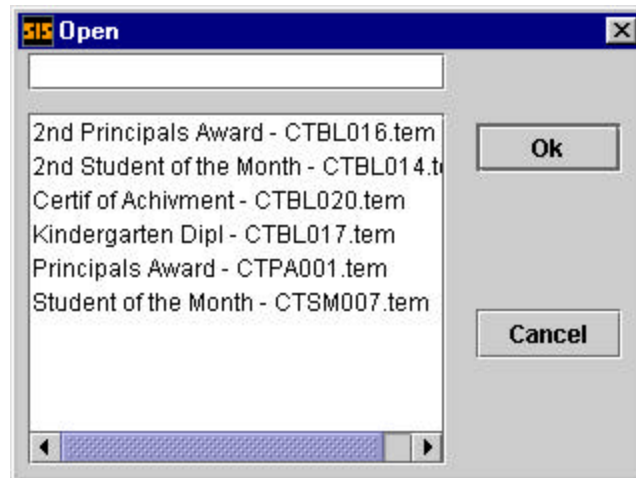 SIS Open
2nd Principals Award - CTBL016.tem
2nd Student of the Month - CTBL014.t
Certif of Achivment - CTBL020.tem
Kindergarten Dipl - CTBL017.tem
Principals Award - CTPA001.tem
Student of the Month - CTSM007.tem
Ok
Cancel